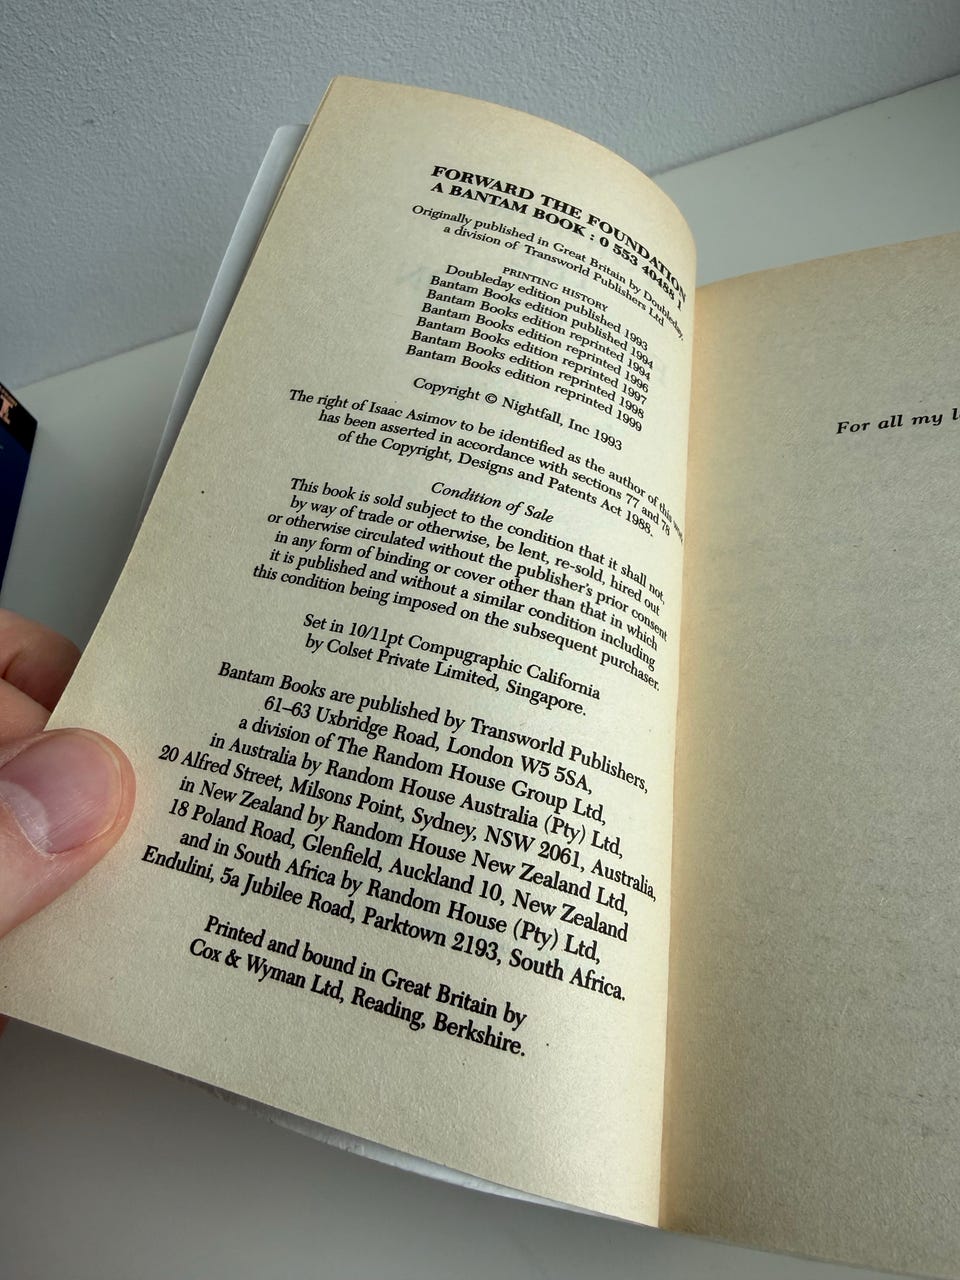 FORWARD THE FOUNDATION
A BANTAM BOOK : 0 553 40488 1
Originally published in Great Britain by Doubleday,
a division of Transworld Publishers Ltd
PRINTING HISTORY
Doubleday edition published 1993
Bantam Books edition published 1994
Bantam Books edition reprinted 1994
Bantam Books edition reprinted 1996
Bantam Books edition reprinted 1997
Bantam Books edition reprinted 1998
Bantam Books edition reprinted 1999
Copyright © Nightfall, Inc 1993
The right of Isaac Asimov to be identified as the author of this
has been asserted in accordance with sections 77 and 78
of the Copyright, Designs and Patents Act 1988.
Condition of Sale
This book is sold subject to the condition that it shall not,
by way of trade or otherwise, be lent, re-sold, hired out
or otherwise circulated without the publisher's prior consent
in any form of binding or cover other than that in which
it is published and without a similar condition including
this condition being imposed on the subsequent purchaser.
Set in 10/11pt Compugraphic California
by Colset Private Limited, Singapore.
Bantam Books are published by Transworld Publishers,
61–63 Uxbridge Road, London W5 5SA,
a division of The Random House Group Ltd,
in Australia by Random House Australia (Pty) Ltd,
20 Alfred Street, Milsons Point, Sydney, NSW 2061, Australia,
in New Zealand by Random House New Zealand Ltd,
18 Poland Road, Glenfield, Auckland 10, New Zealand
and in South Africa by Random House (Pty) Ltd,
Endulini, 5a Jubilee Road, Parktown 2193, South Africa.
Printed and bound in Great Britain by
Cox & Wyman Ltd, Reading, Berkshire.
For all my